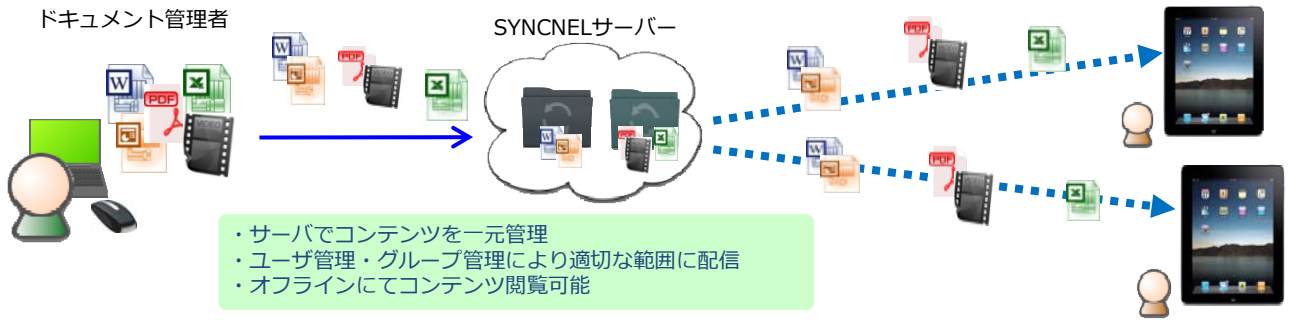 ドキュメント管理者
SYNCNELサーバー
W
PDF
W
PDF
VIDEO
W
PDF
W
PDF
W
PDF
・サーバでコンテンツを一元管理
・ユーザ管理・グループ管理により適切な範囲に配信
・オフラインにてコンテンツ閲覧可能